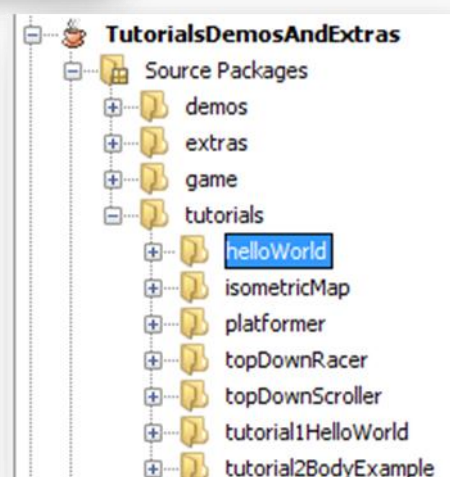 TutorialsDemosAndExtras
Source Packages
demos
extras
game
tutorials
helloWorld
isometricMap
platformer
topDownRacer
topDownScroller
tutorial1HelloWorld
tutorial2BodyExample